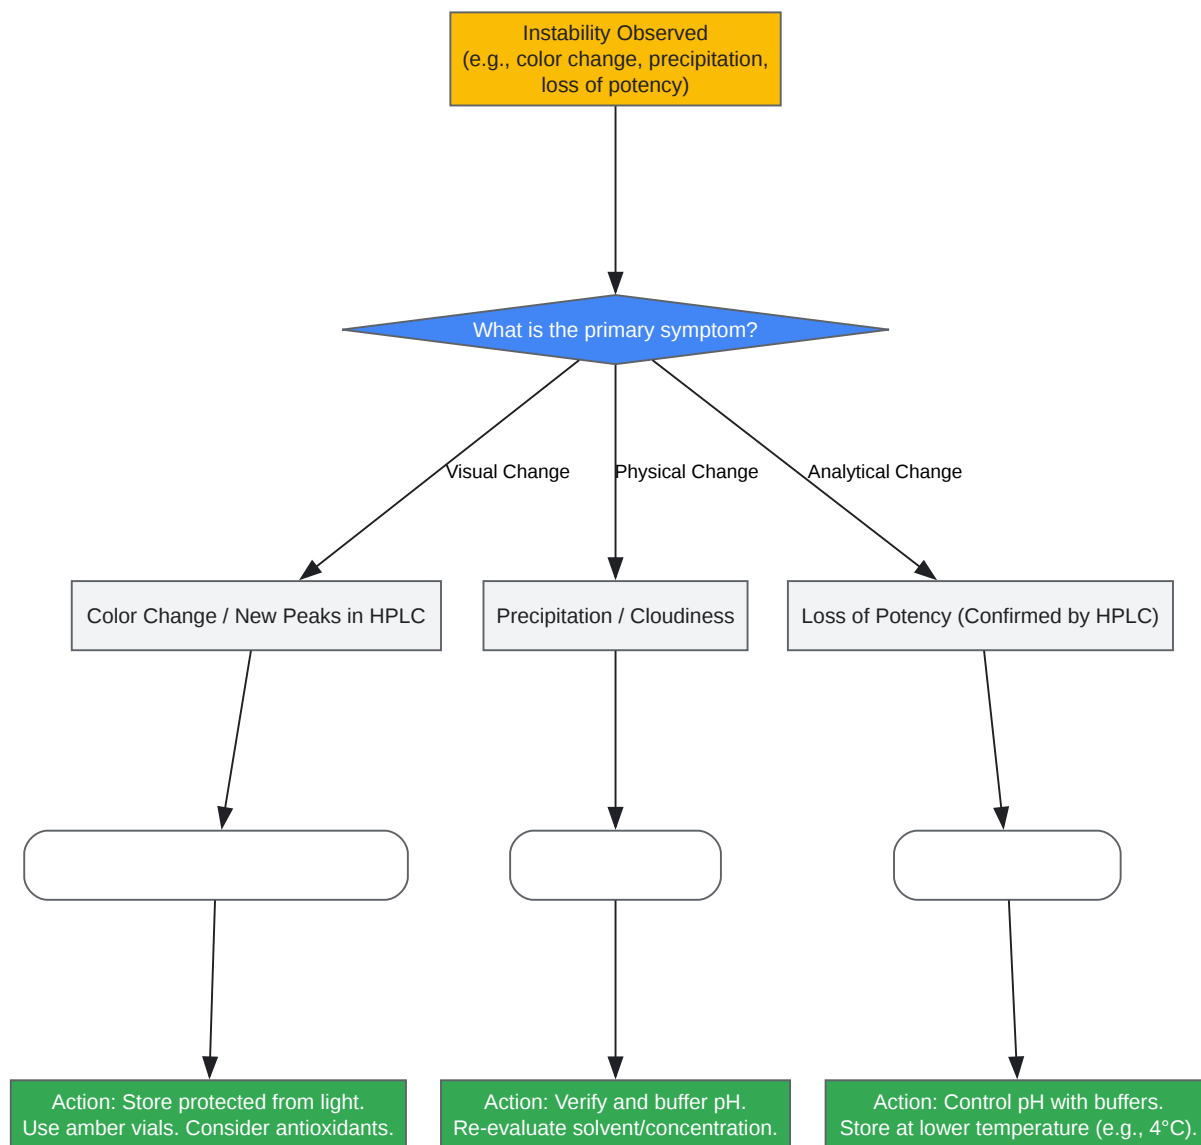 Instability Observed
(e.g., color change, precipitation,
loss of potency)
What is the primary symptom?
Visual Change
Physical Change
Analytical Change
Color Change / New Peaks in HPLC
Precipitation / Cloudiness
Loss of Potency (Confirmed by HPLC)
Action: Store protected from light.
Use amber vials. Consider antioxidants.
Action: Verify and buffer pH.
Re-evaluate solvent/concentration.
Action: Control pH with buffers.
Store at lower temperature (e.g., 4°C).